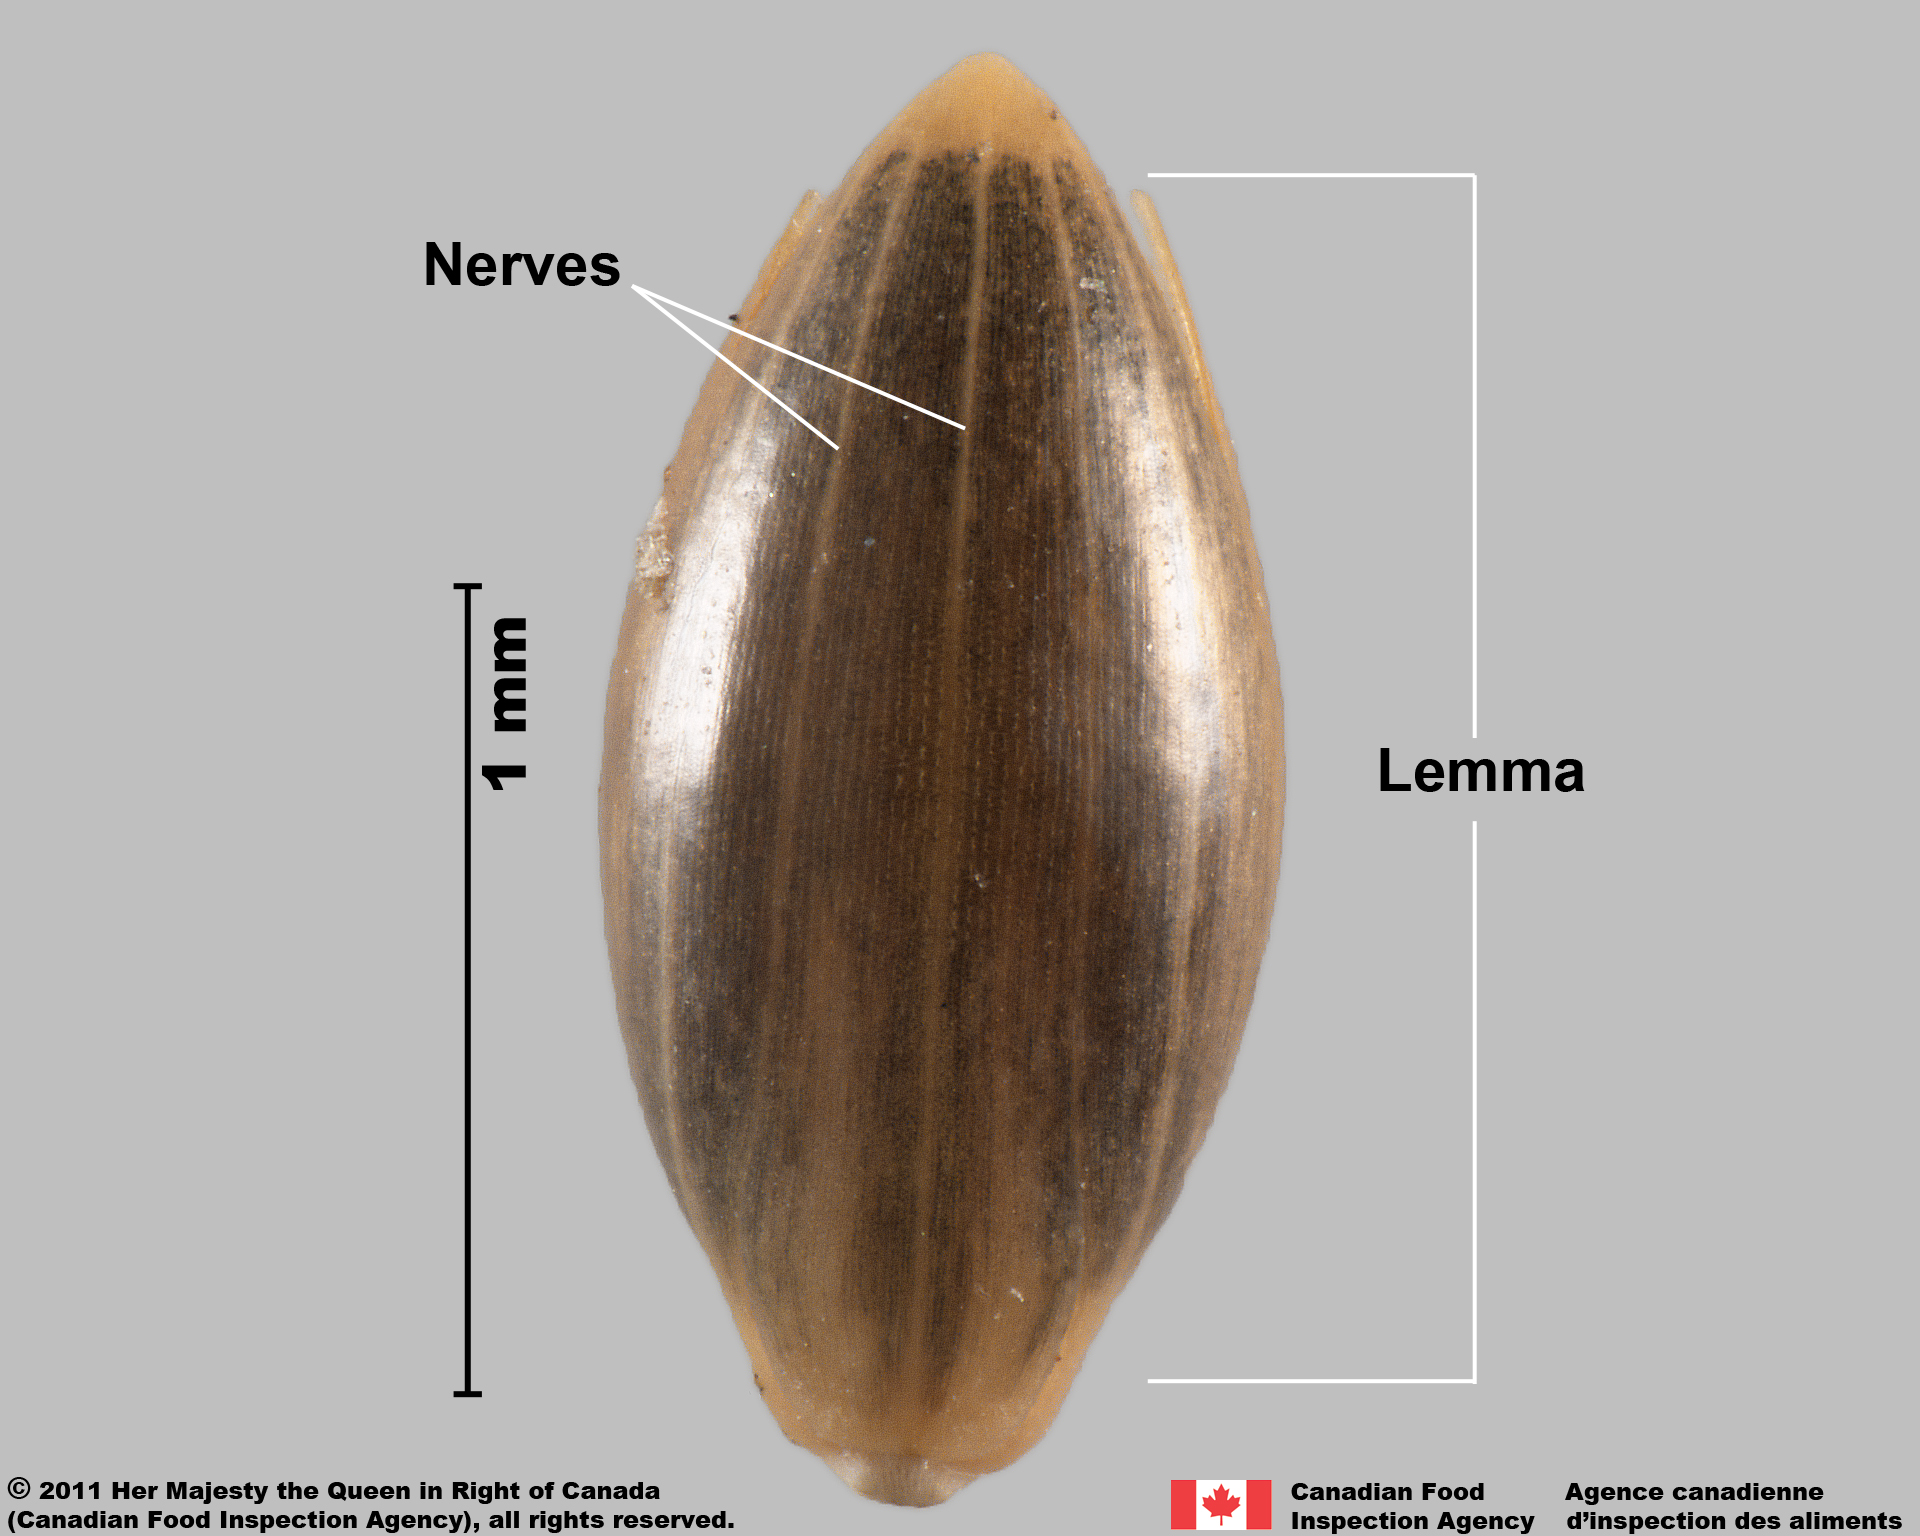 Nerves
1 mm
Lemma
© 2011 Her Majesty the Queen in Right of Canada
(Canadian Food Inspection Agency), all rights reserved.
Canadian Food
Inspection Agency
Agence canadienne
d'inspection des aliments